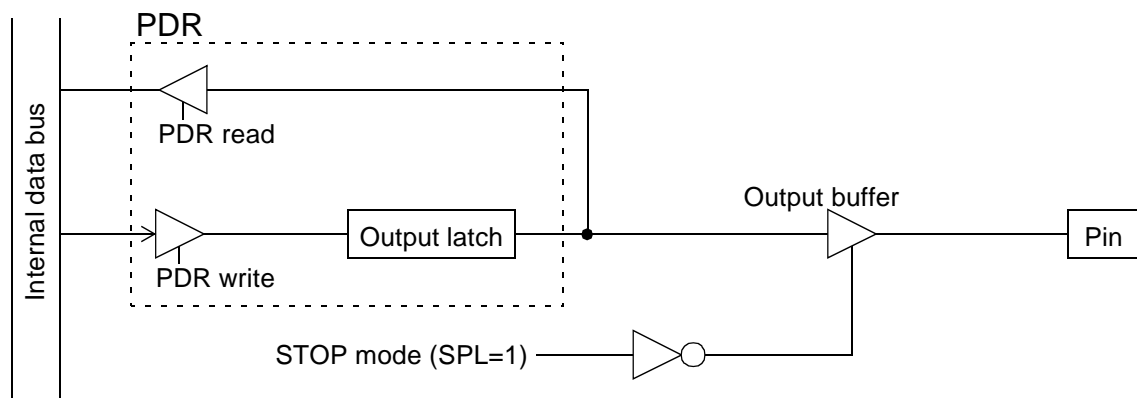 PDR
Internal data bus
PDR read
Output buffer
Output latch
Pin
PDR write
STOP mode (SPL=1)